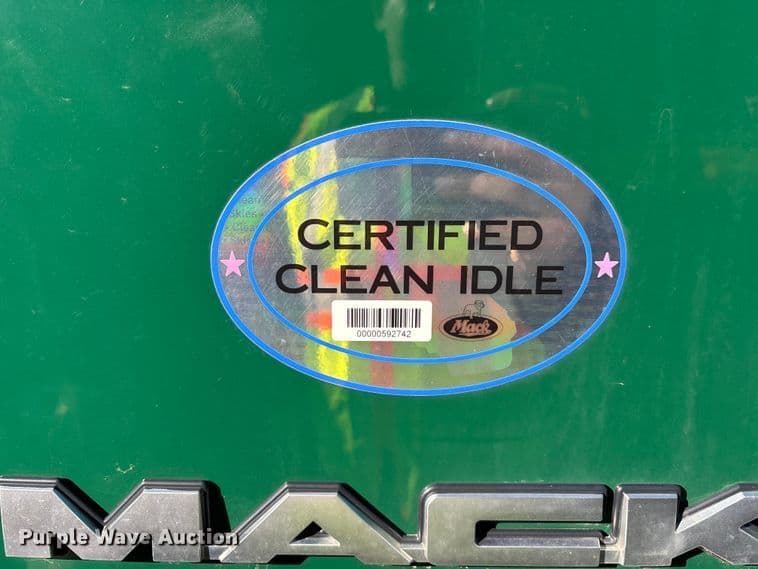 CERTIFIED
CLEAN IDLE
00000592742
Mack
MACK
Purple Wave Auction